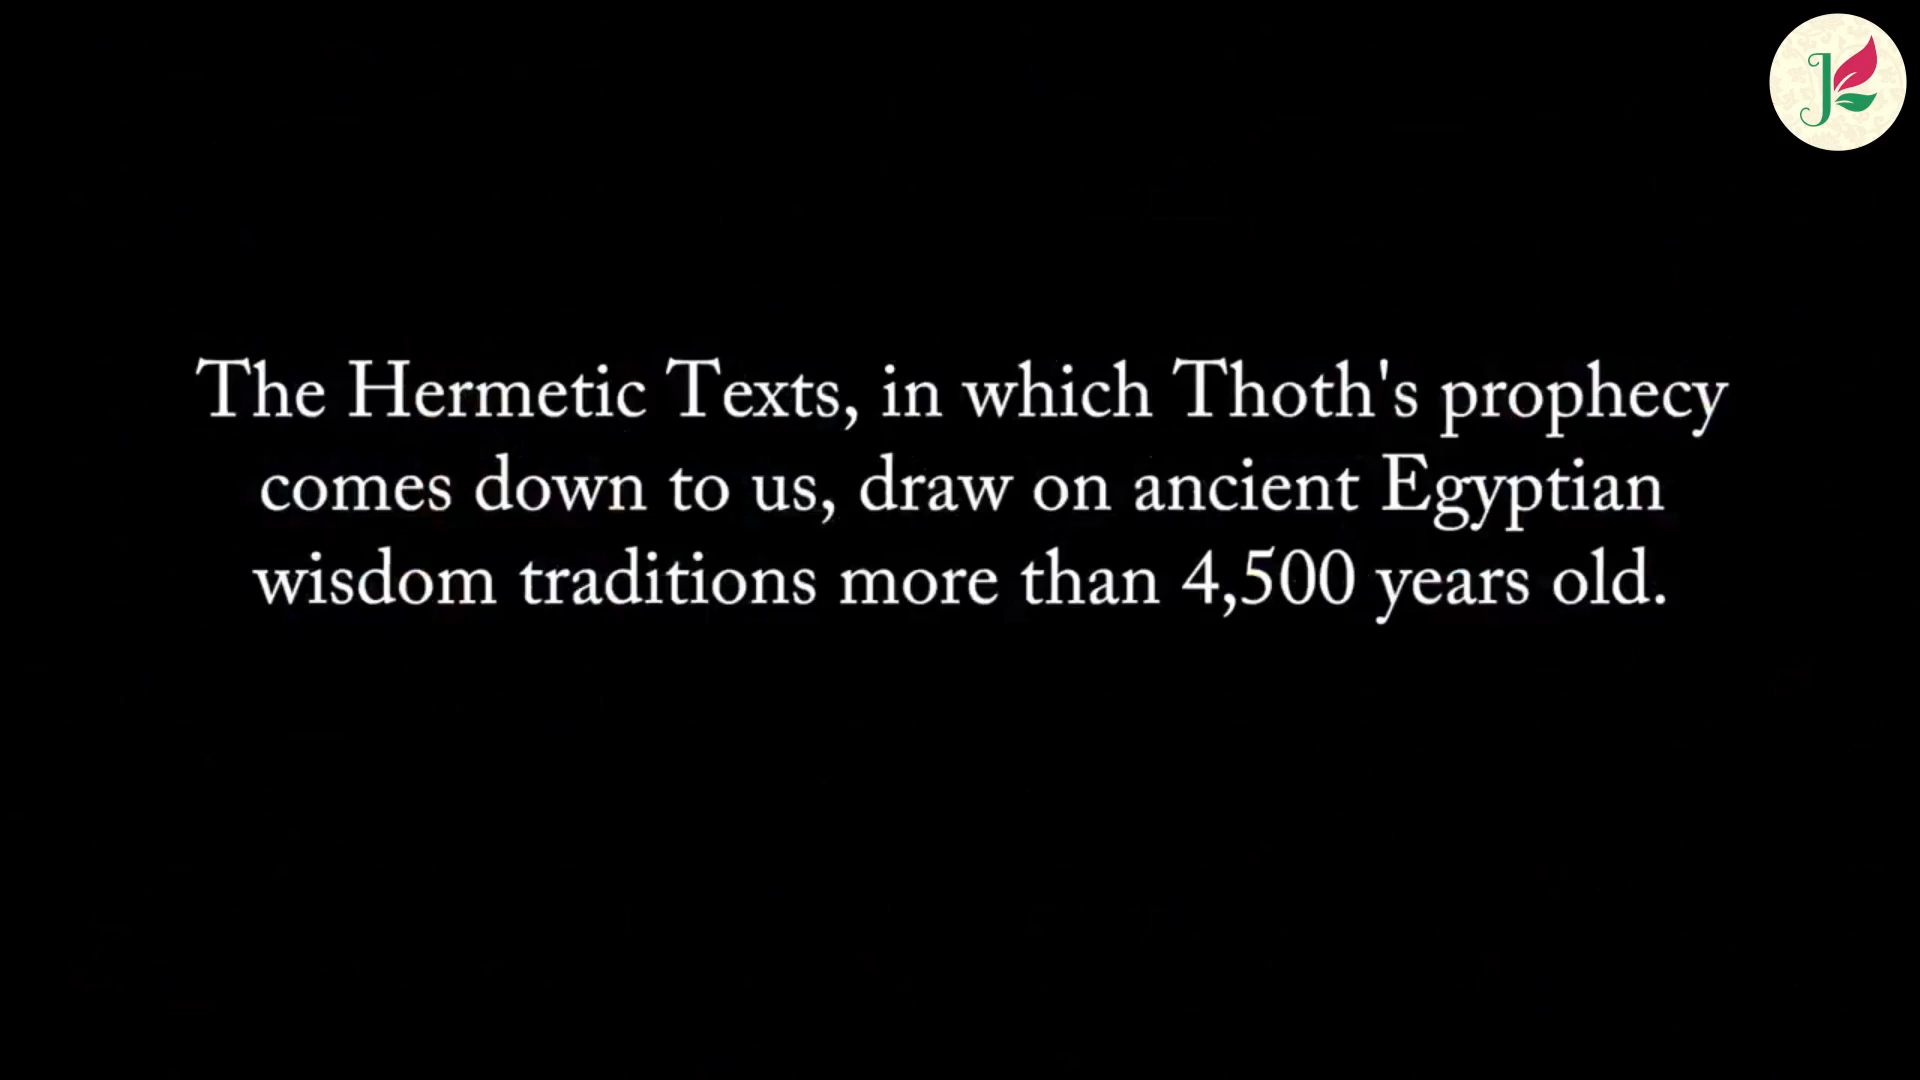 The Hermetic Texts, in which Thoth's prophecy
comes down to us, draw on ancient Egyptian
wisdom traditions more than 4,500 years old.